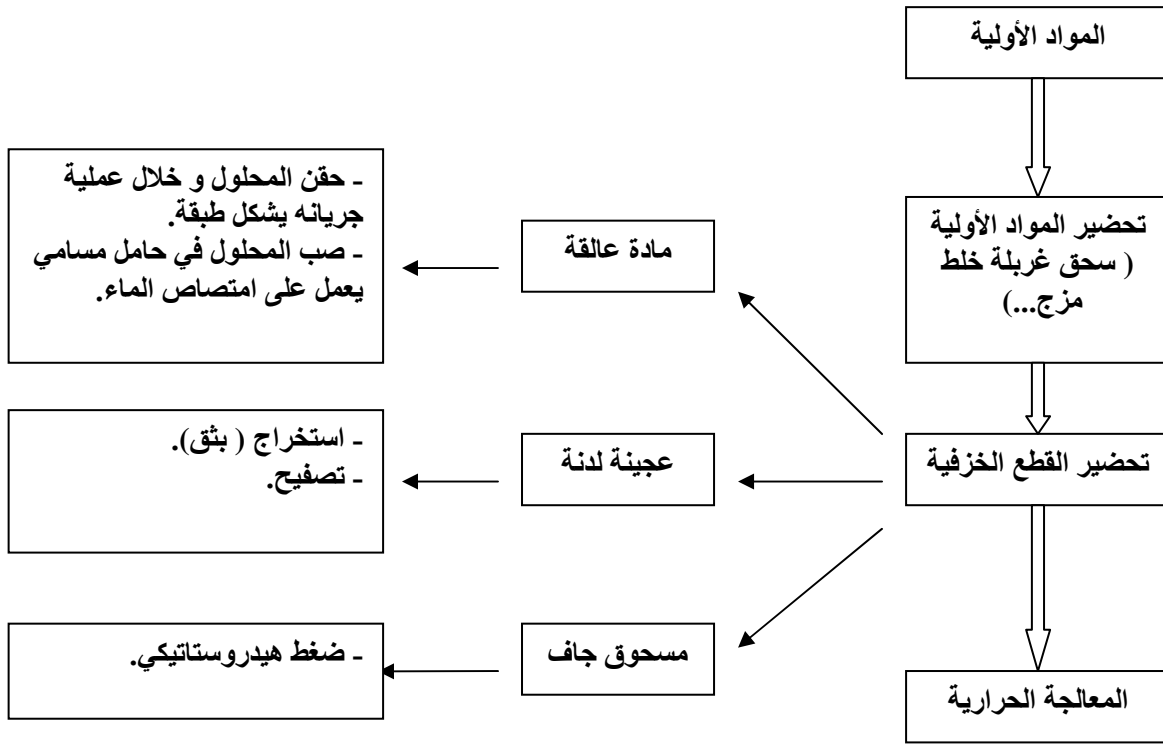 المواد الأولية
تحضير المواد الأولية
( سحق غربلة خلط
مزج...)
تحضير القطع الخزفية
المعالجة الحرارية
مادة عالقة
- حقن المحلول و خلال عملية
جريانه يشكل طبقة.
- صب المحلول في حامل مسامي
يعمل على امتصاص الماء.
عجينة لدنة
- استخراج ( بثق).
- تصفيح.
مسحوق جاف
- ضغط هيدروستاتيكي.